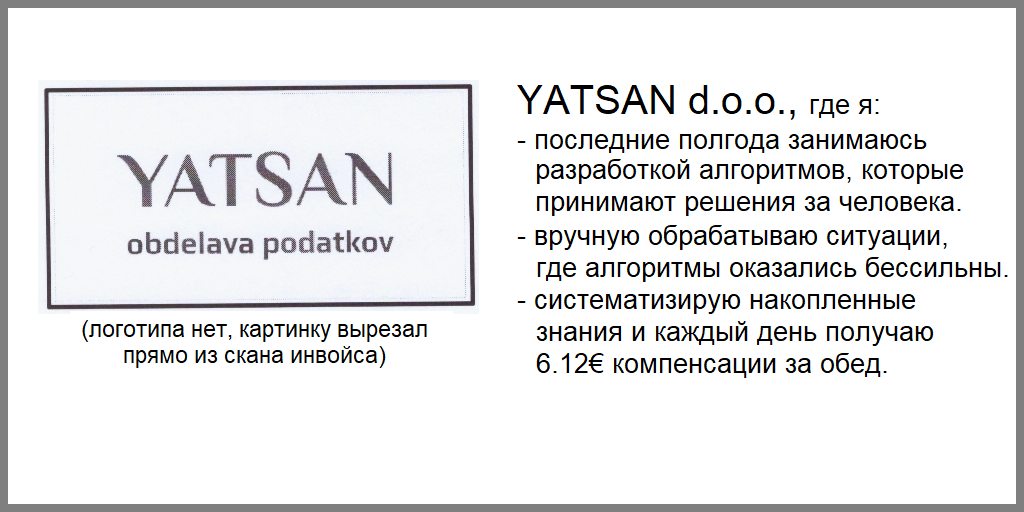 YATSAN
obdelava podatkov
(логотипа нет, картинку вырезал
прямо из скана инвойса)
YATSAN d.o.o., где я:
- последние полгода занимаюсь
разработкой алгоритмов, которые
принимают решения за человека.
- вручную обрабатываю ситуации,
где алгоритмы оказались бессильны.
- систематизирую накопленные
знания и каждый день получаю
6.12€ компенсации за обед.